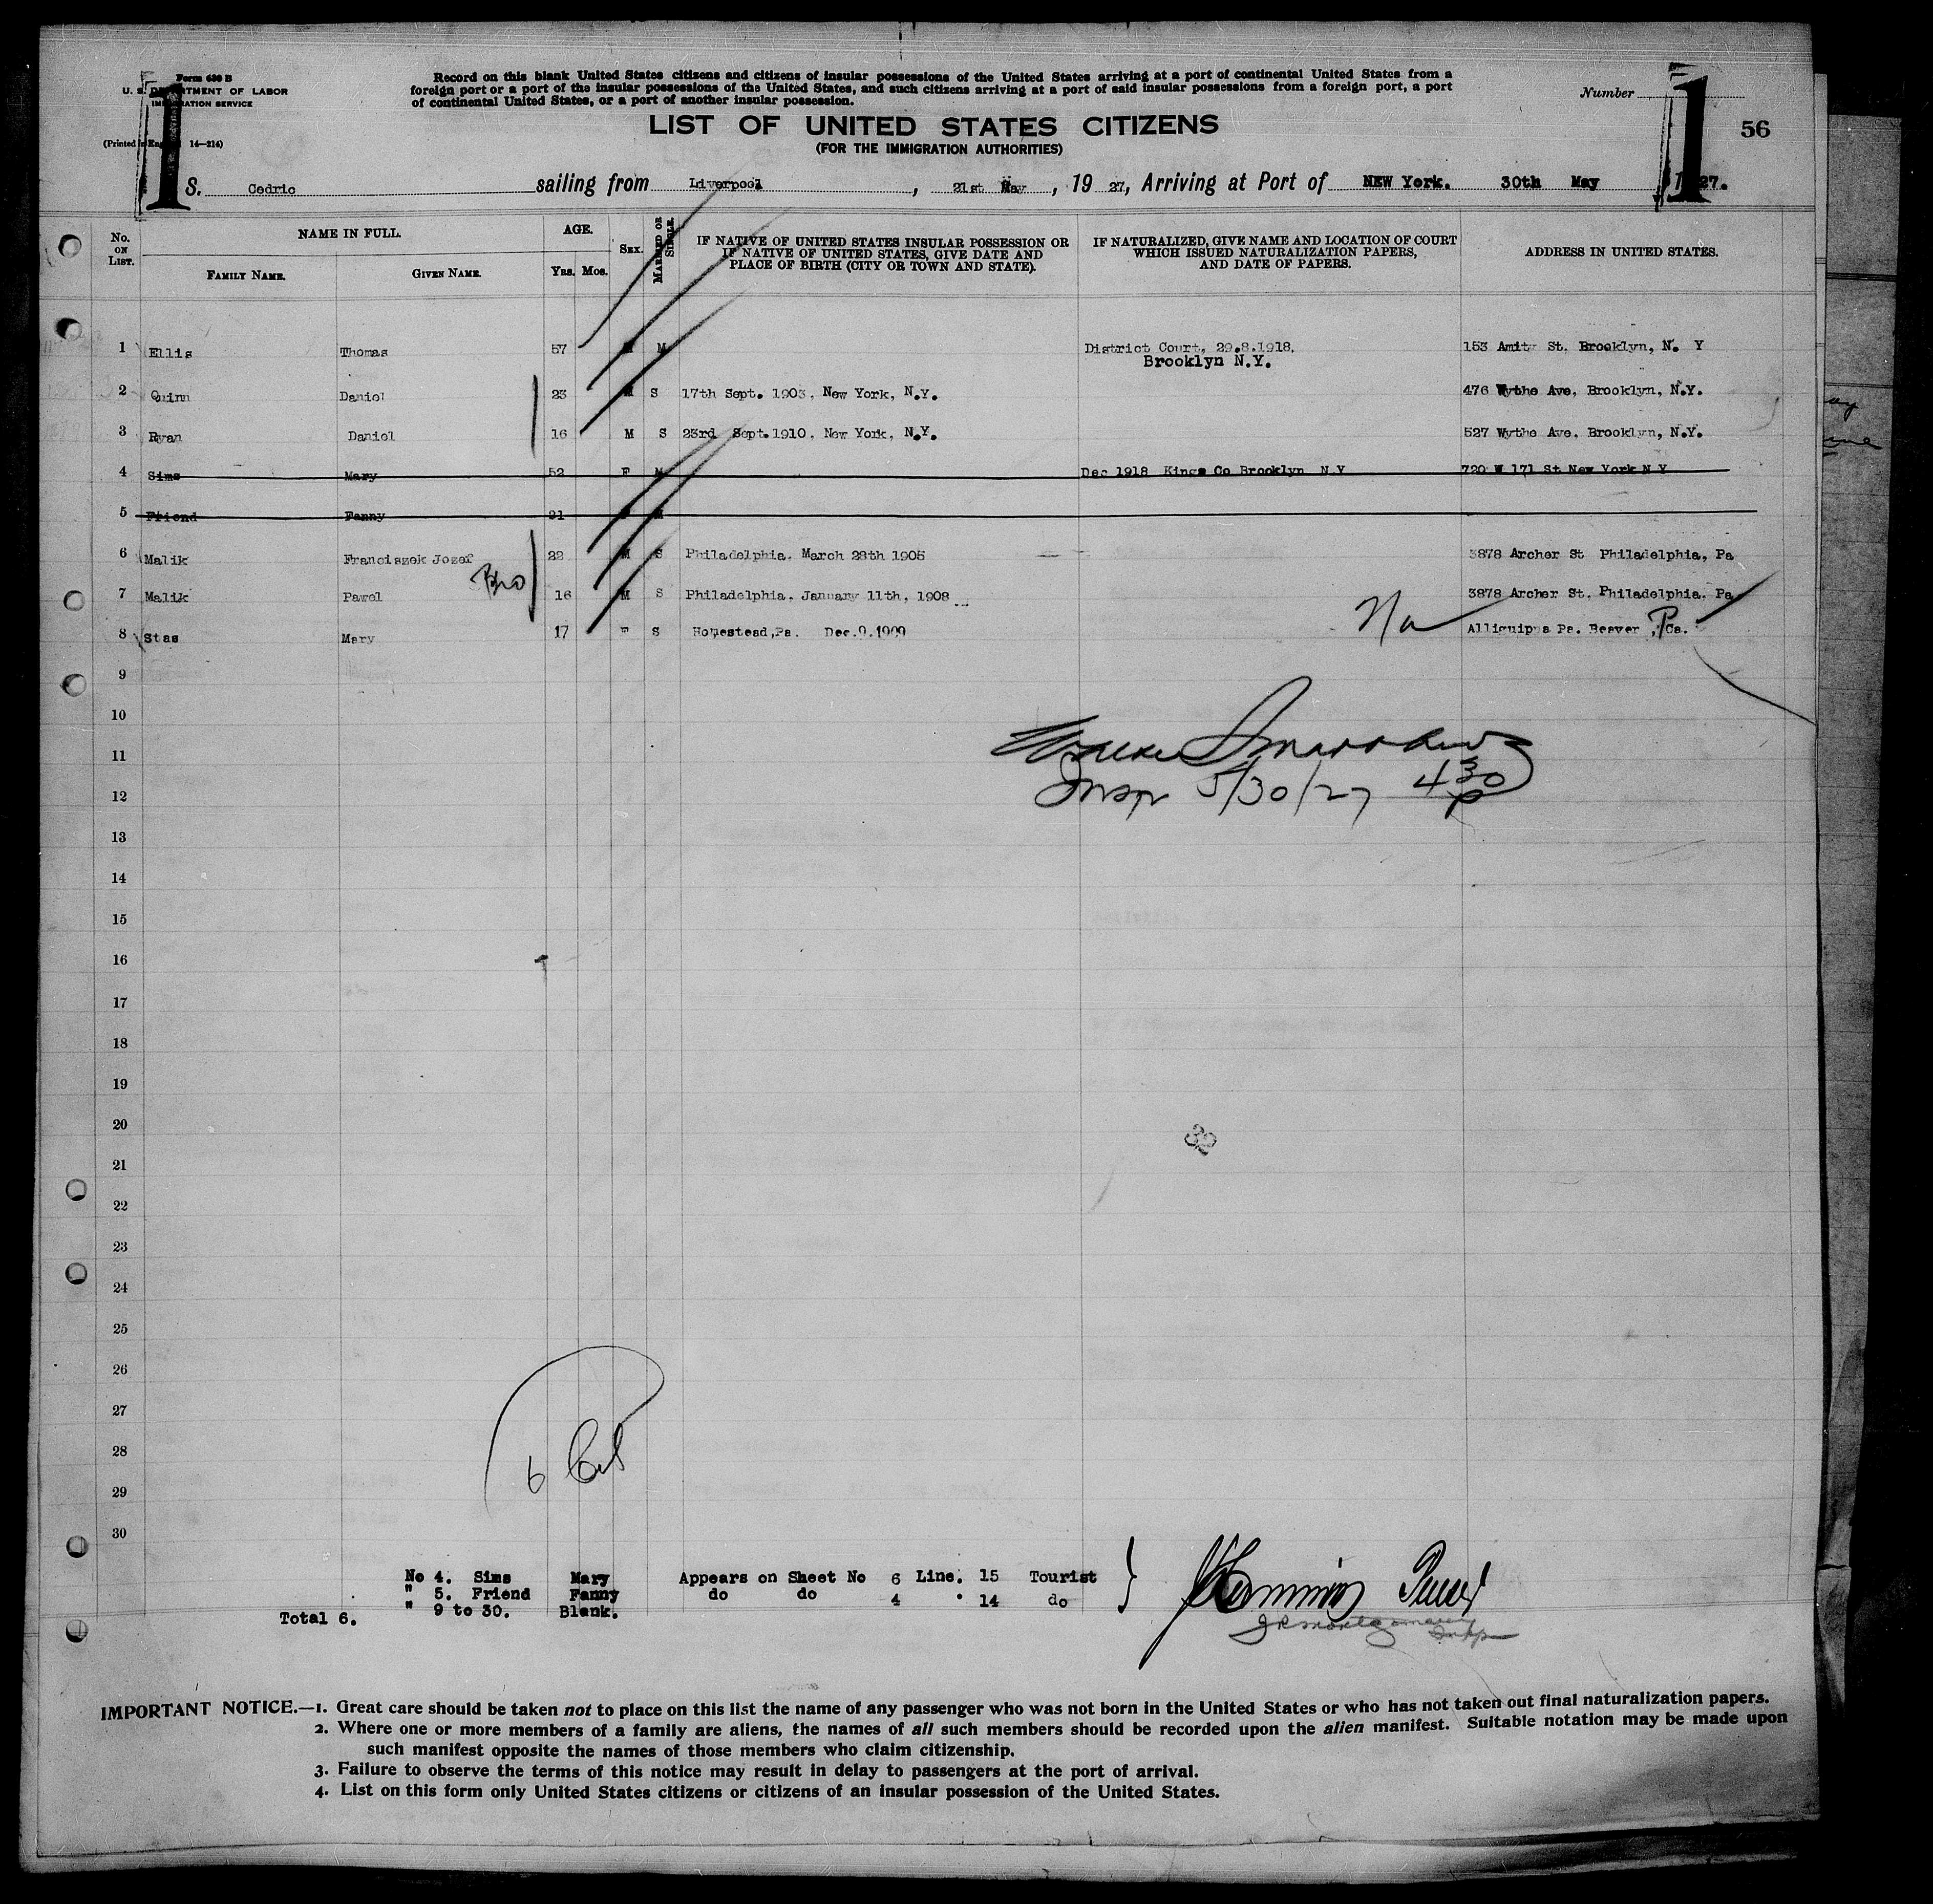 Form 630 B
U. S. DEPARTMENT OF LABOR
IMMIGRATION SERVICE
(Printed in England 14—214)
Record on this blank United States citizens and citizens of insular possessions of the United States arriving at a port of continental United States from a
foreign port or a port of the insular possessions of the United States, and such citizens arriving at a port of said insular possessions from a foreign port, a port
of continental United States, or a port of another insular possession.
Number
1
1
56
LIST OF UNITED STATES CITIZENS
(FOR THE IMMIGRATION AUTHORITIES)
S. Cedric sailing from Liverpool, 21st May, 19 27, Arriving at Port of NEW York. 30th May 27.
No. ON LIST.
NAME IN FULL.
FAMILY NAME.
GIVEN NAME.
AGE.
YRS. MOS.
SEX.
MARRIED OR SINGLE.
IF NATIVE OF UNITED STATES INSULAR POSSESSION OR
IF NATIVE OF UNITED STATES, GIVE DATE AND
PLACE OF BIRTH (CITY OR TOWN AND STATE).
IF NATURALIZED, GIVE NAME AND LOCATION OF COURT
WHICH ISSUED NATURALIZATION PAPERS,
AND DATE OF PAPERS.
ADDRESS IN UNITED STATES.
1 Ellis Thomas 57 M M District Court, 29.8.1918, 153 Amity St. Brooklyn, N. Y
Brooklyn N.Y.
2 Quinn Daniel 23 M S 17th Sept. 1903, New York, N.Y. 476 Wythe Ave, Brooklyn, N.Y.
3 Ryan Daniel 16 M S 23rd Sept. 1910, New York, N.Y. 527 Wythe Ave, Brooklyn, N.Y.
4 Sims Mary 52 F M Dec 1918 Kings Co Brooklyn N Y 720 W 171 St New York N Y
5 Friend Fanny 21 M
6 Malik Franciszek Jozef 22 M S Philadelphia, March 28th 1905 3878 Archer St Philadelphia, Pa
Bro
7 Malik Pawel 16 M S Philadelphia, January 11th, 1908 3878 Archer St. Philadelphia. Pa
8 Stas Mary 17 F S Homestead, Pa. Dec.9.1909 Alliquippa Pa. Beaver, Ca.
9
10
11
Insp 5/30/27 4 30 p
12
13
14
15
16
17
18
19
20
32
21
22
23
24
25
26
27
28
6 Cit
29
30
No 4. Sims Mary Appears on Sheet No 6 Line. 15 Tourist
" 5. Friend Fanny do do 4 " 14 do
" 9 to 30. Blank.
Total 6.
J R Montgomery
Insp
IMPORTANT NOTICE.—1. Great care should be taken not to place on this list the name of any passenger who was not born in the United States or who has not taken out final naturalization papers.
2. Where one or more members of a family are aliens, the names of all such members should be recorded upon the alien manifest. Suitable notation may be made upon
such manifest opposite the names of those members who claim citizenship.
3. Failure to observe the terms of this notice may result in delay to passengers at the port of arrival.
4. List on this form only United States citizens or citizens of an insular possession of the United States.